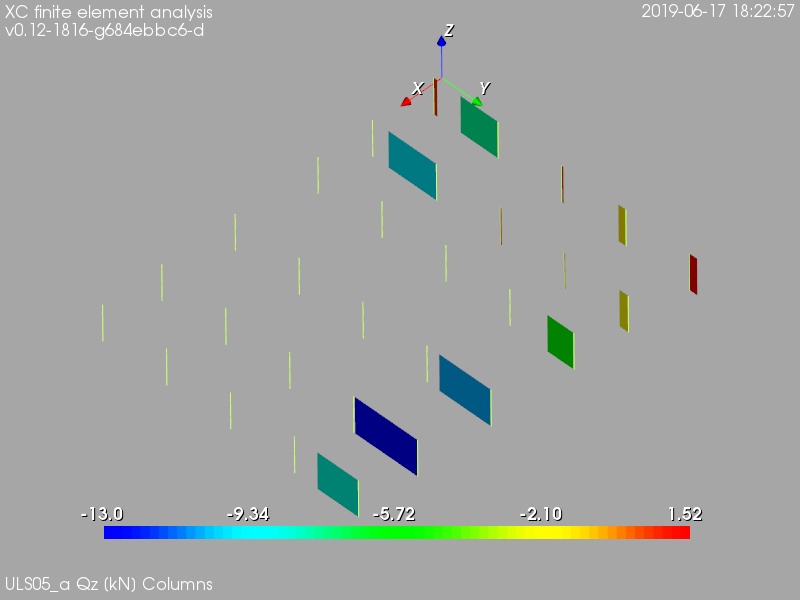 XC finite element analysis
v0.12-1816-g684ebbc6-d
2019-06-17 18:22:57
Z
X
Y
-13.0 -9.34 -5.72 -2.10 1.52
ULS05_a Qz (kN) Columns